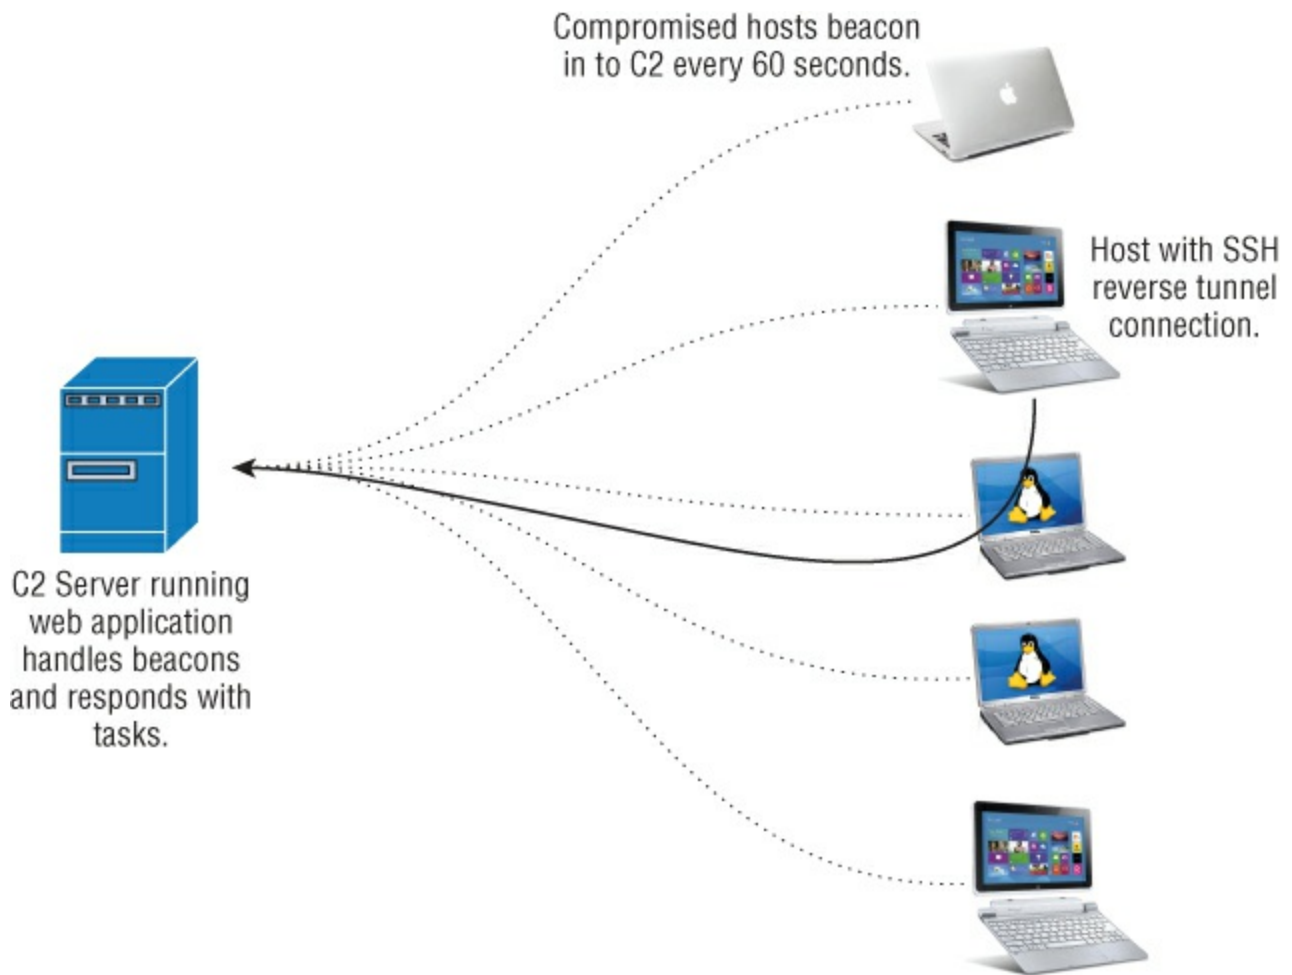 Compromised hosts beacon
in to C2 every 60 seconds.
Host with SSH
reverse tunnel
connection.
C2 Server running
web application
handles beacons
and responds with
tasks.